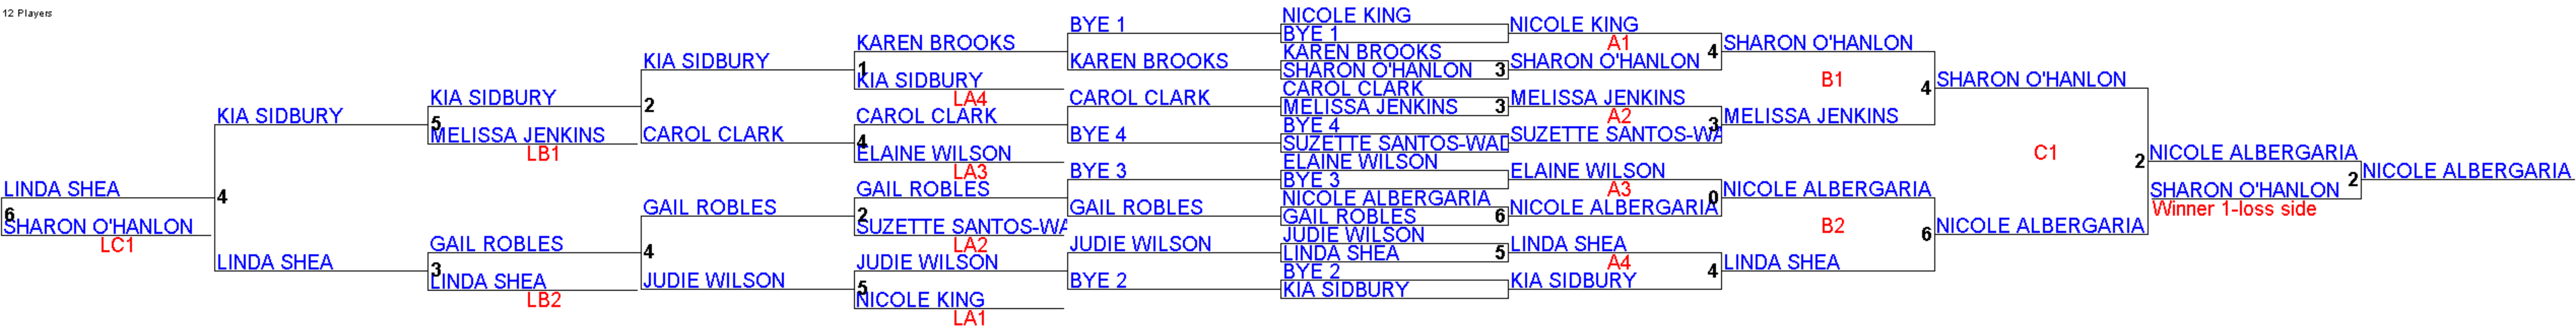 12 Players
LINDA SHEA
6
SHARON O'HANLON
LC1
KIA SIDBURY
4
LINDA SHEA
KIA SIDBURY
5
MELISSA JENKINS
LB1
GAIL ROBLES
3
LINDA SHEA
LB2
KIA SIDBURY
2
CAROL CLARK
GAIL ROBLES
4
JUDIE WILSON
KAREN BROOKS
1
KIA SIDBURY
LA4
CAROL CLARK
4
ELAINE WILSON
LA3
GAIL ROBLES
2
SUZETTE SANTOS-WA
LA2
JUDIE WILSON
5
NICOLE KING
LA1
BYE 1
KAREN BROOKS
CAROL CLARK
BYE 4
BYE 3
GAIL ROBLES
JUDIE WILSON
BYE 2
NICOLE KING
BYE 1
KAREN BROOKS
SHARON O'HANLON 3
CAROL CLARK
MELISSA JENKINS 3
BYE 4
SUZETTE SANTOS-WAD
ELAINE WILSON
BYE 3
NICOLE ALBERGARIA
GAIL ROBLES 6
JUDIE WILSON
LINDA SHEA 5
BYE 2
KIA SIDBURY
NICOLE KING
A1
4
SHARON O'HANLON
MELISSA JENKINS
A2
3
SUZETTE SANTOS-WA
ELAINE WILSON
A3
0
NICOLE ALBERGARIA
LINDA SHEA
A4
4
KIA SIDBURY
SHARON O'HANLON
B1
4
MELISSA JENKINS
NICOLE ALBERGARIA
B2
6
LINDA SHEA
SHARON O'HANLON
C1
2
NICOLE ALBERGARIA
NICOLE ALBERGARIA
SHARON O'HANLON 2
Winner 1-loss side
NICOLE ALBERGARIA